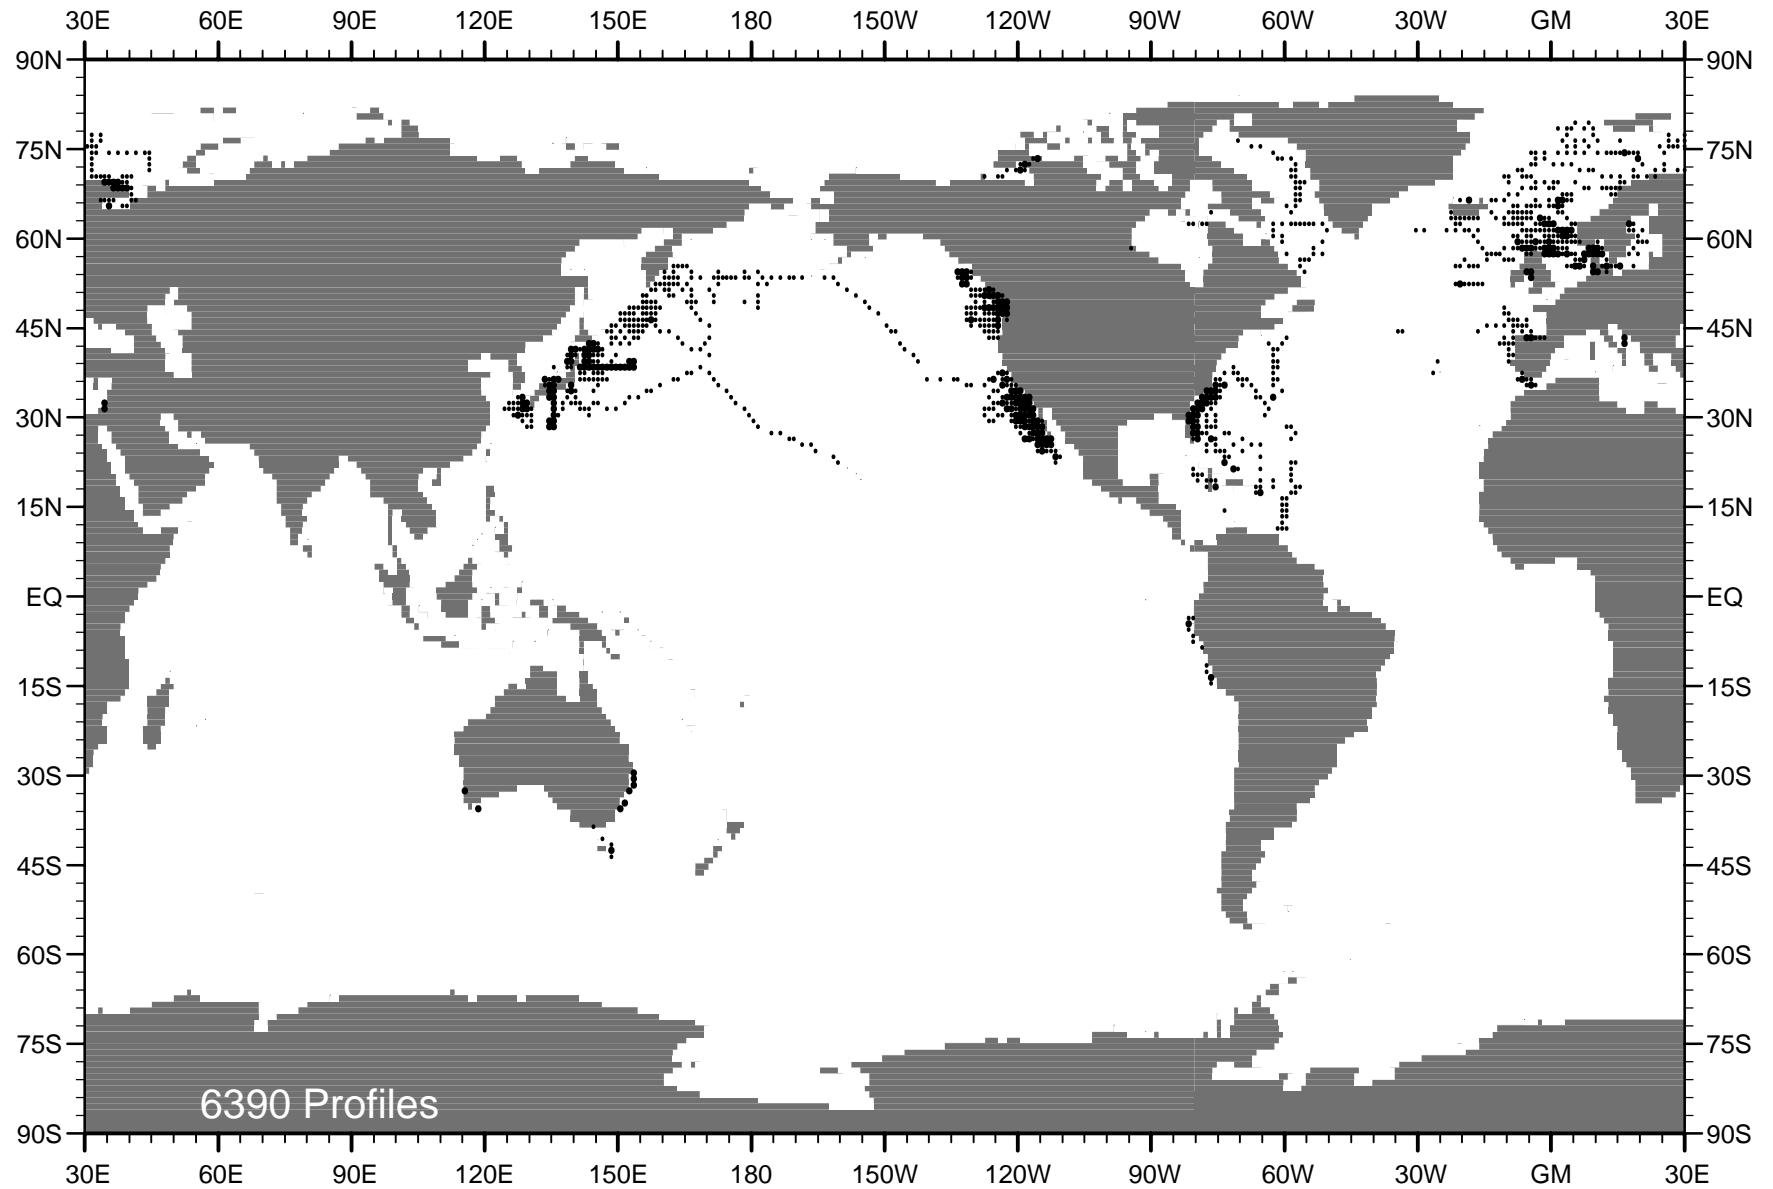 30E 60E 90E 120E 150E 180 150W 120W 90W 60W 30W GM 30E
90N 90N
75N 75N
60N 60N
45N 45N
30N 30N
15N 15N
EQ EQ
15S 15S
30S 30S
45S 45S
60S 60S
75S 75S
6390 Profiles
90S 90S
30E 60E 90E 120E 150E 180 150W 120W 90W 60W 30W GM 30E